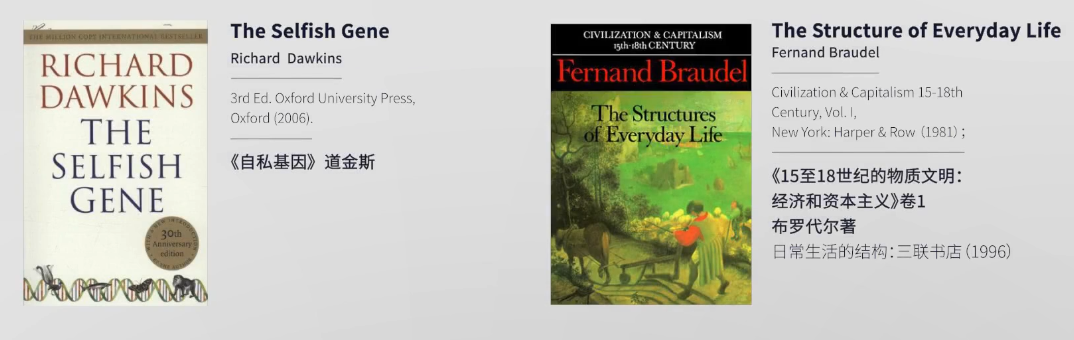 THE MILLION COPY INTERNATIONAL BESTSELLER
RICHARD
DAWKINS
THE
SELFISH
GENE
30th
Anniversary
edition
The Selfish Gene
Richard Dawkins
3rd Ed. Oxford University Press,
Oxford (2006).
《自私基因》道金斯
CIVILIZATION & CAPITALISM
15th-18th CENTURY
Fernand Braudel
The Structures
of Everyday Life
The Structure of Everyday Life
Fernand Braudel
Civilization & Capitalism 15-18th
Century, Vol. I,
New York: Harper & Row (1981)；
《15至18世纪的物质文明：
经济和资本主义》卷1
布罗代尔著
日常生活的结构：三联书店（1996）